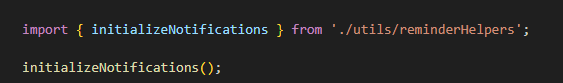 import { initializeNotifications } from './utils/reminderHelpers';
initializeNotifications();